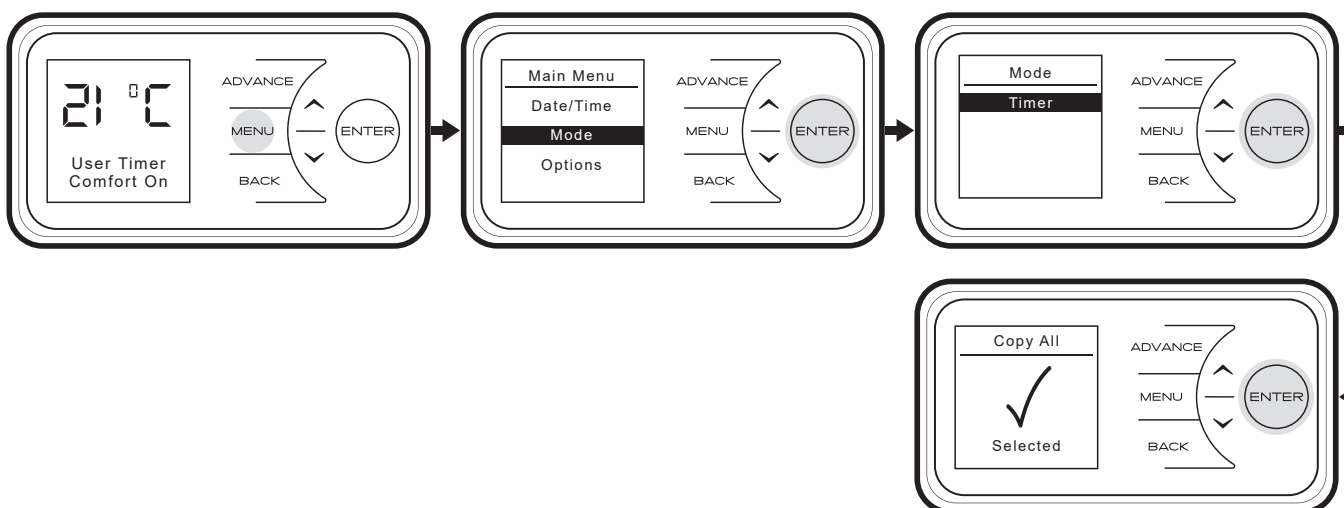 21 °C
User Timer
Comfort On
ADVANCE
MENU
BACK
ENTER
Main Menu
Date/Time
Mode
Options
ADVANCE
MENU
BACK
ENTER
Mode
Timer
ADVANCE
MENU
BACK
ENTER
Copy All
Selected
ADVANCE
MENU
BACK
ENTER